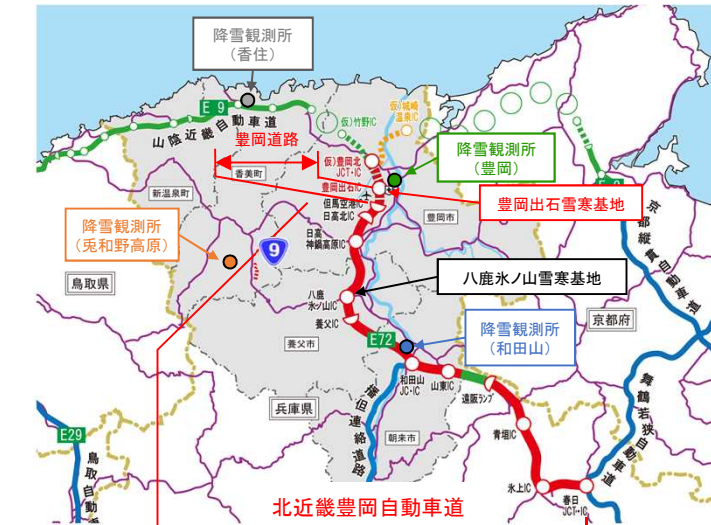 降雪観測所
（香住）
E 9
山陰近畿自動車道
豊岡道路
仮)竹野IC
仮)城崎
温泉IC
仮)豊岡北
JCT・IC
豊岡出石IC
但馬空港IC
日高北IC
降雪観測所
（豊岡）
豊岡出石雪寒基地
香美町
新温泉町
豊岡市
京都縦貫自動車道
降雪観測所
（兎和野高原）
9
日高
神鍋高原IC
鳥取県
八鹿
氷ノ山IC
八鹿氷ノ山雪寒基地
養父IC
養父市
E72
降雪観測所
（和田山）
京都府
和田山
JC・IC
山東IC
遠阪ランプ
兵庫県
播但連絡道路
朝来市
舞鶴若狭自動車道
E29
鳥取自動車
青垣IC
氷上IC
春日
JCT・IC
北近畿豊岡自動車道